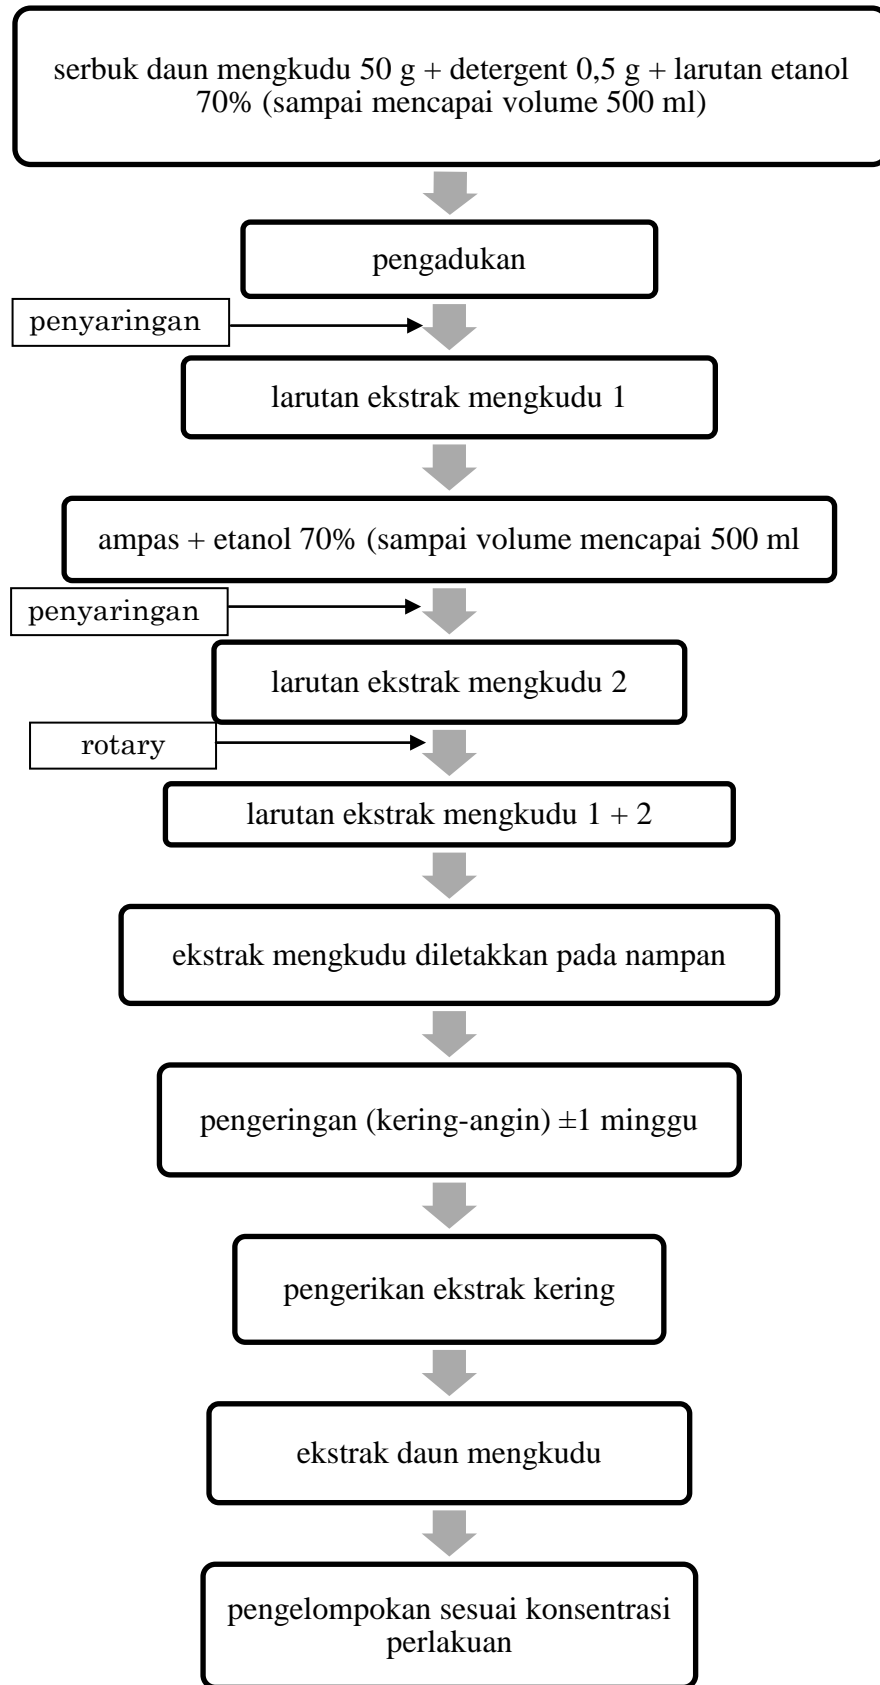 serbuk daun mengkudu 50 g + detergent 0,5 g + larutan etanol
70% (sampai mencapai volume 500 ml)
pengadukan
penyaringan
larutan ekstrak mengkudu 1
ampas + etanol 70% (sampai volume mencapai 500 ml
penyaringan
larutan ekstrak mengkudu 2
rotary
larutan ekstrak mengkudu 1 + 2
ekstrak mengkudu diletakkan pada nampan
pengeringan (kering-angin) ±1 minggu
pengerikan ekstrak kering
ekstrak daun mengkudu
pengelompokan sesuai konsentrasi
perlakuan